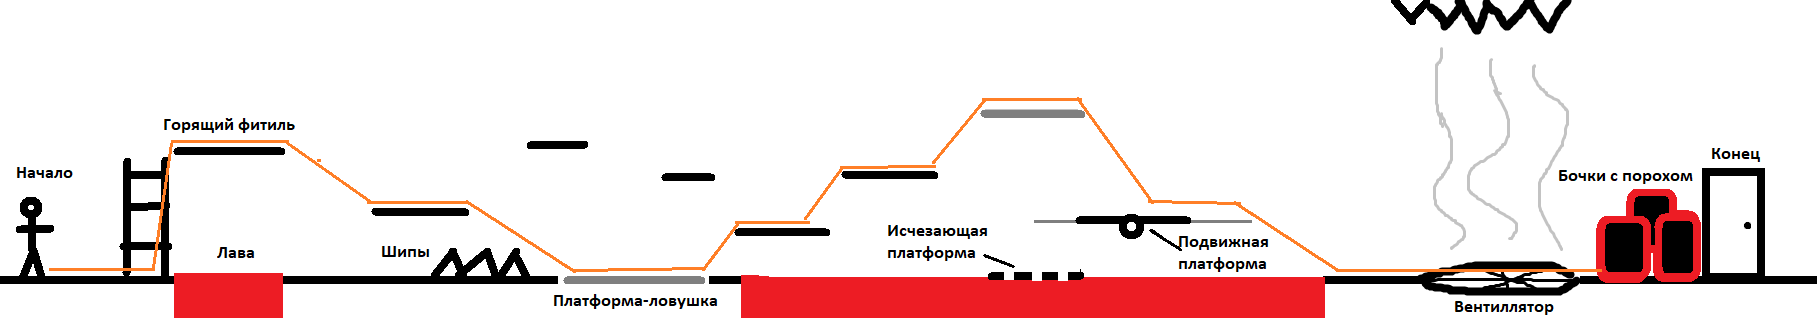 Начало
Горящий фитиль
Лава
Шипы
Платформа-ловушка
Исчезающая
платформа
Подвижная
платформа
Вентиллятор
Бочки с порохом
Конец